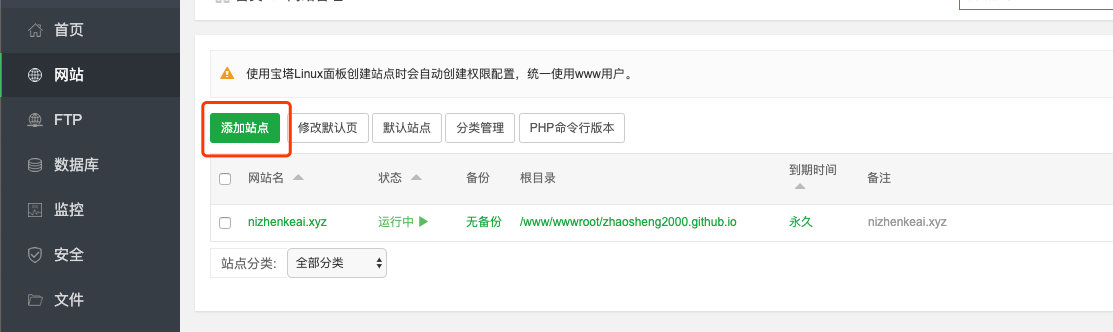 首页
网站
FTP
数据库
监控
安全
文件
使用宝塔Linux面板创建站点时会自动创建权限配置，统一使用www用户。
添加站点 修改默认页 默认站点 分类管理 PHP命令行版本
网站名 状态 备份 根目录 到期时间 备注
nizhenkeai.xyz 运行中 无备份 /www/wwwroot/zhaosheng2000.github.io 永久 nizhenkeai.xyz
站点分类: 全部分类